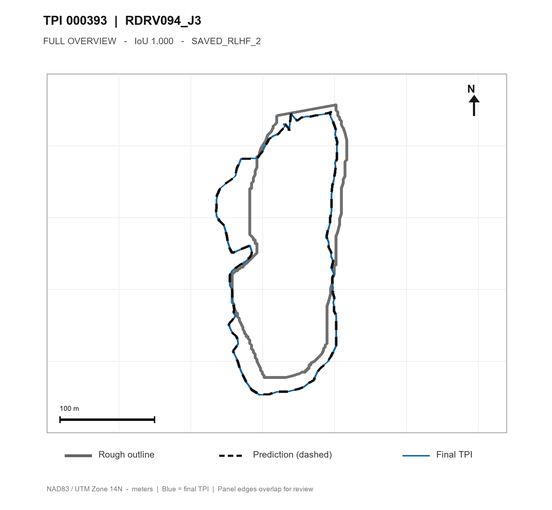 TPI 000393 | RDRV094_J3
FULL OVERVIEW - IoU 1.000 - SAVED_RLHF_2
N
100 m
Rough outline
Prediction (dashed)
Final TPI
NAD83 / UTM Zone 14N - meters | Blue = final TPI | Panel edges overlap for review